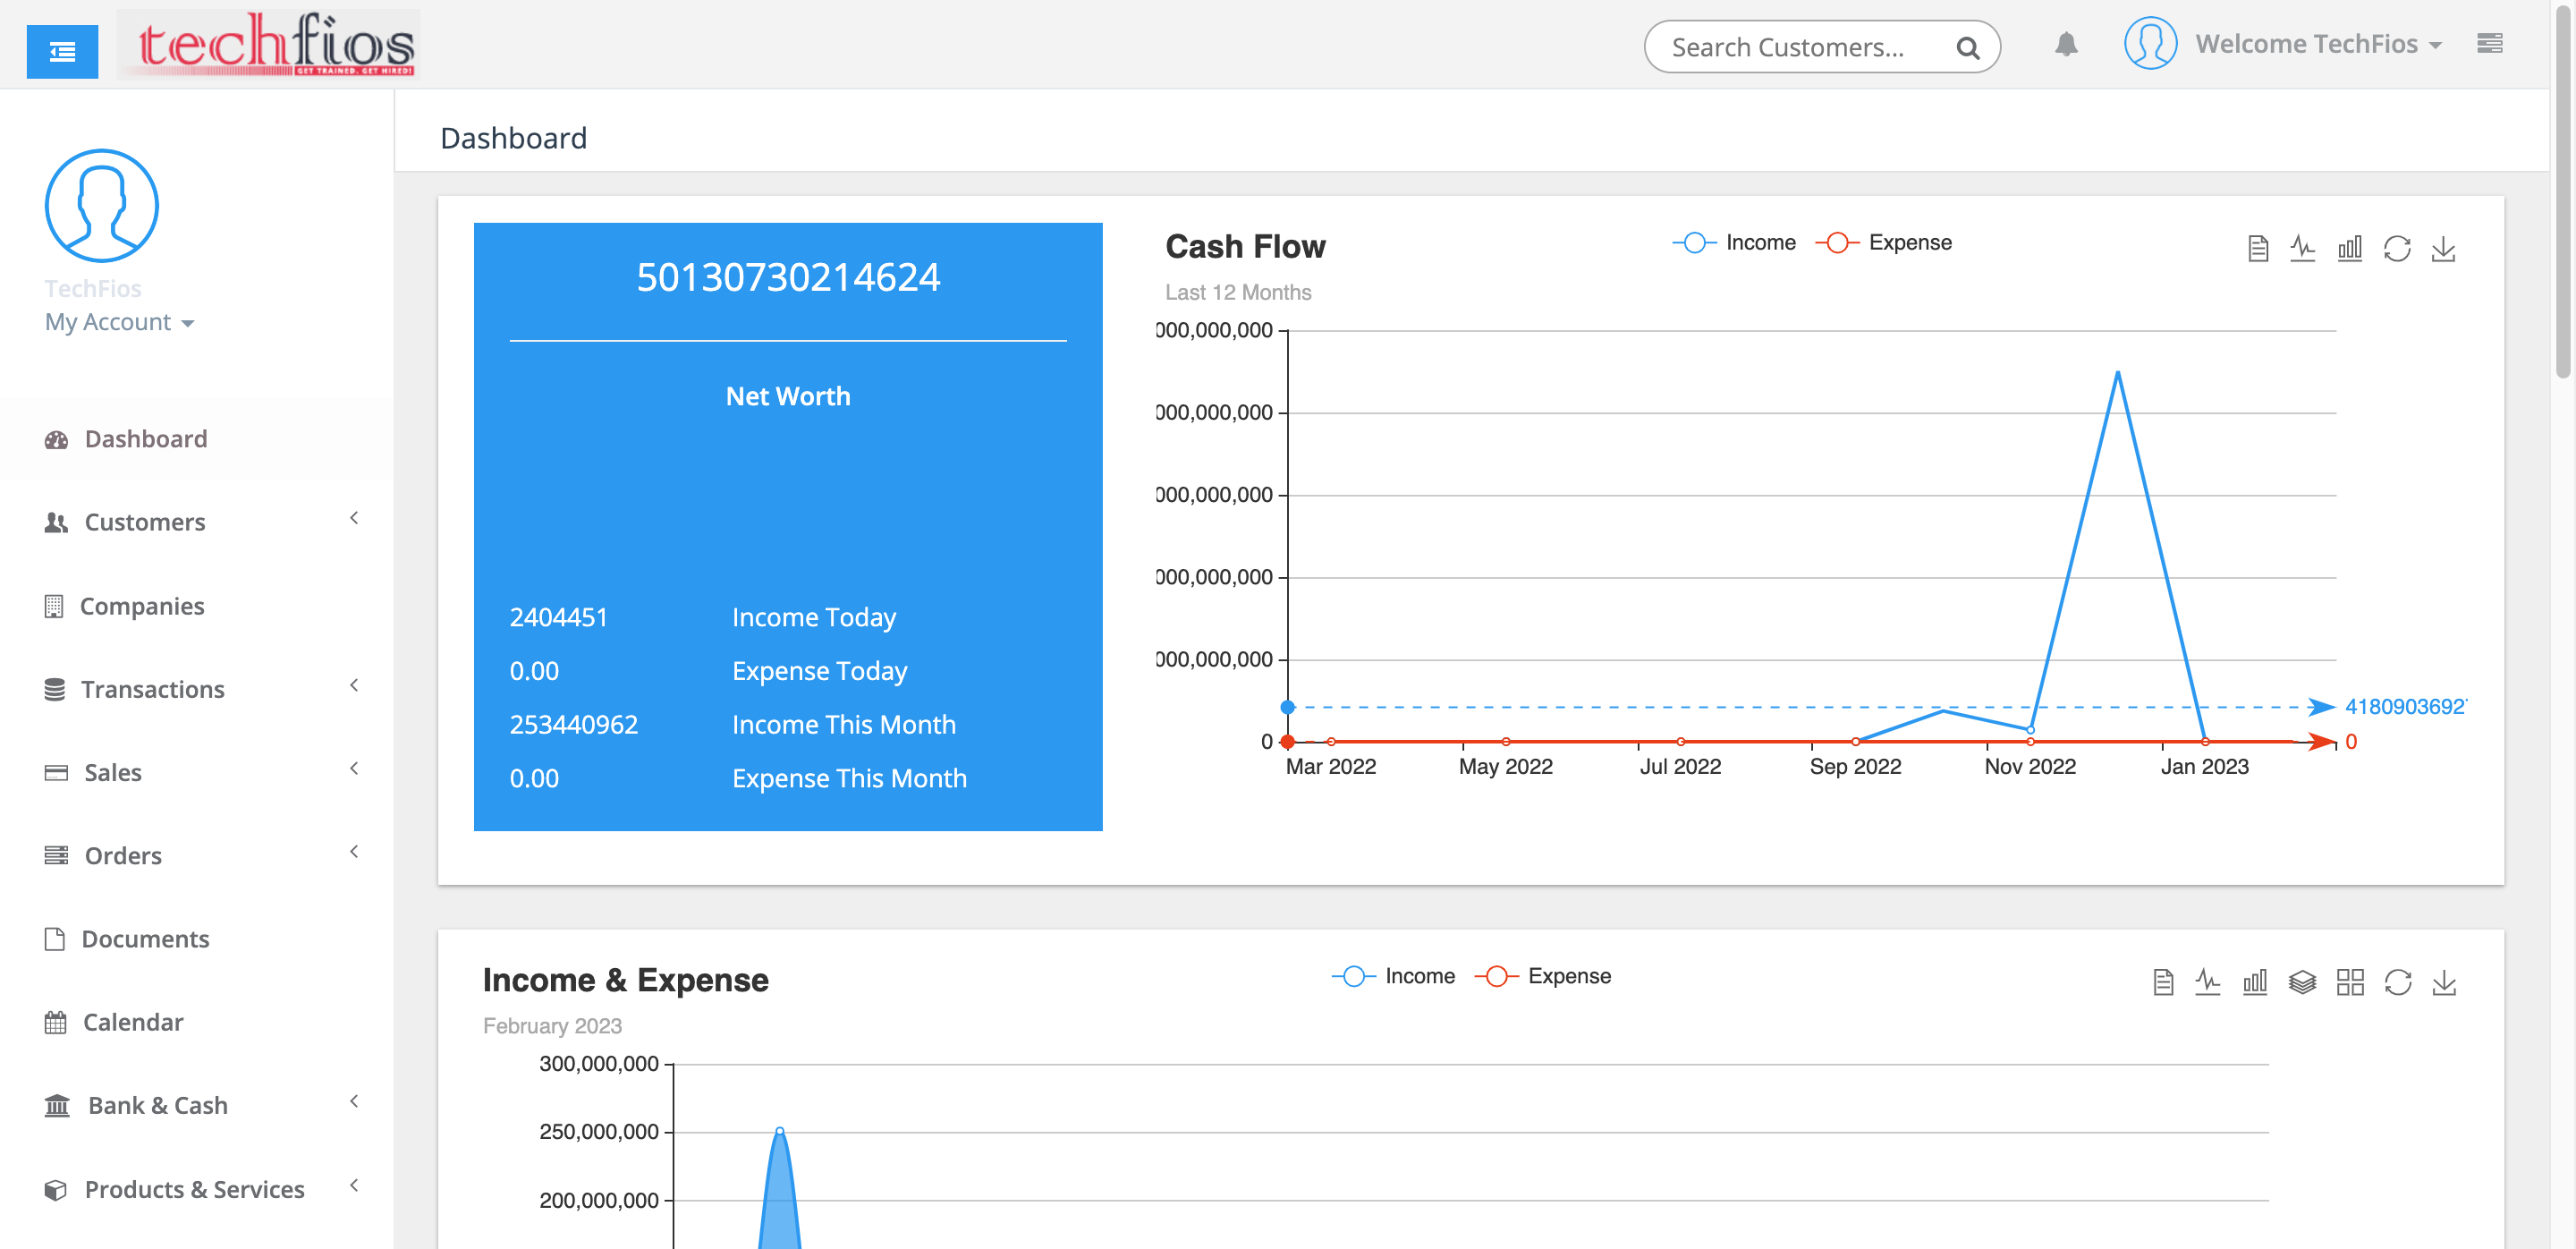 techfios
GET TRAINED. GET HIRED!
Search Customers...
Welcome TechFios
TechFios
My Account
Dashboard
Customers
Companies
Transactions
Sales
Orders
Documents
Calendar
Bank & Cash
Products & Services
Dashboard
50130730214624
Net Worth
2404451 Income Today
0.00 Expense Today
253440962 Income This Month
0.00 Expense This Month
Cash Flow
Last 12 Months
Income Expense
000,000,000
000,000,000
000,000,000
000,000,000
000,000,000
0
41809036927
0
Mar 2022 May 2022 Jul 2022 Sep 2022 Nov 2022 Jan 2023
Income & Expense
February 2023
Income Expense
300,000,000
250,000,000
200,000,000